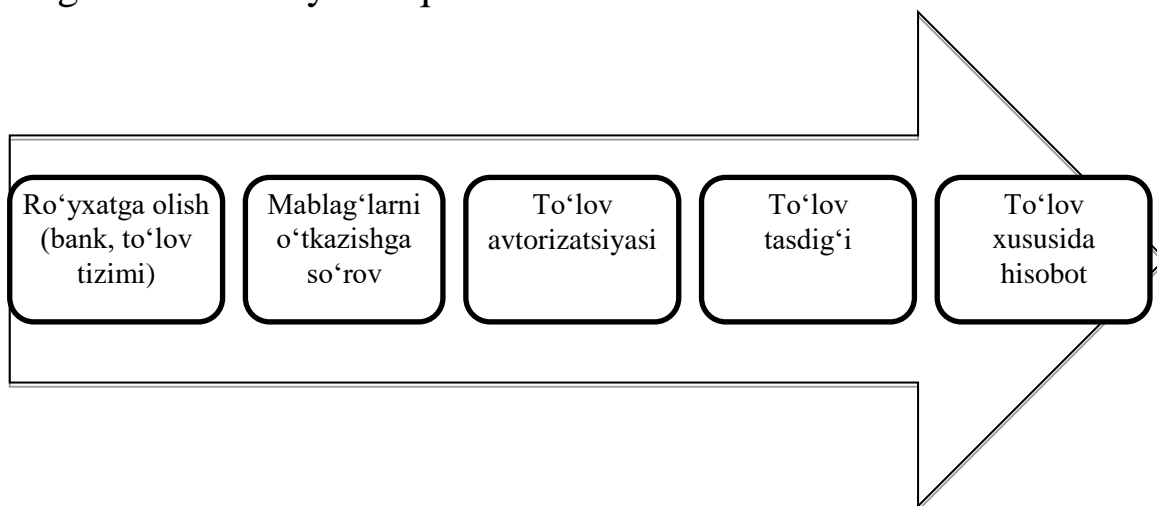 Ro‘yxatga olish
(bank, to‘lov
tizimi)
Mablag‘larni
o‘tkazishga
so‘rov
To‘lov
avtorizatsiyasi
To‘lov
tasdig‘i
To‘lov
xususida
hisobot